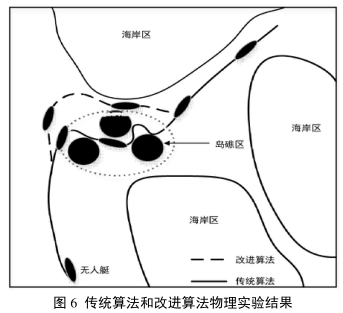 海岸区
海岸区
岛礁区
海岸区
改进算法
无人艇
传统算法
图 6 传统算法和改进算法物理实验结果